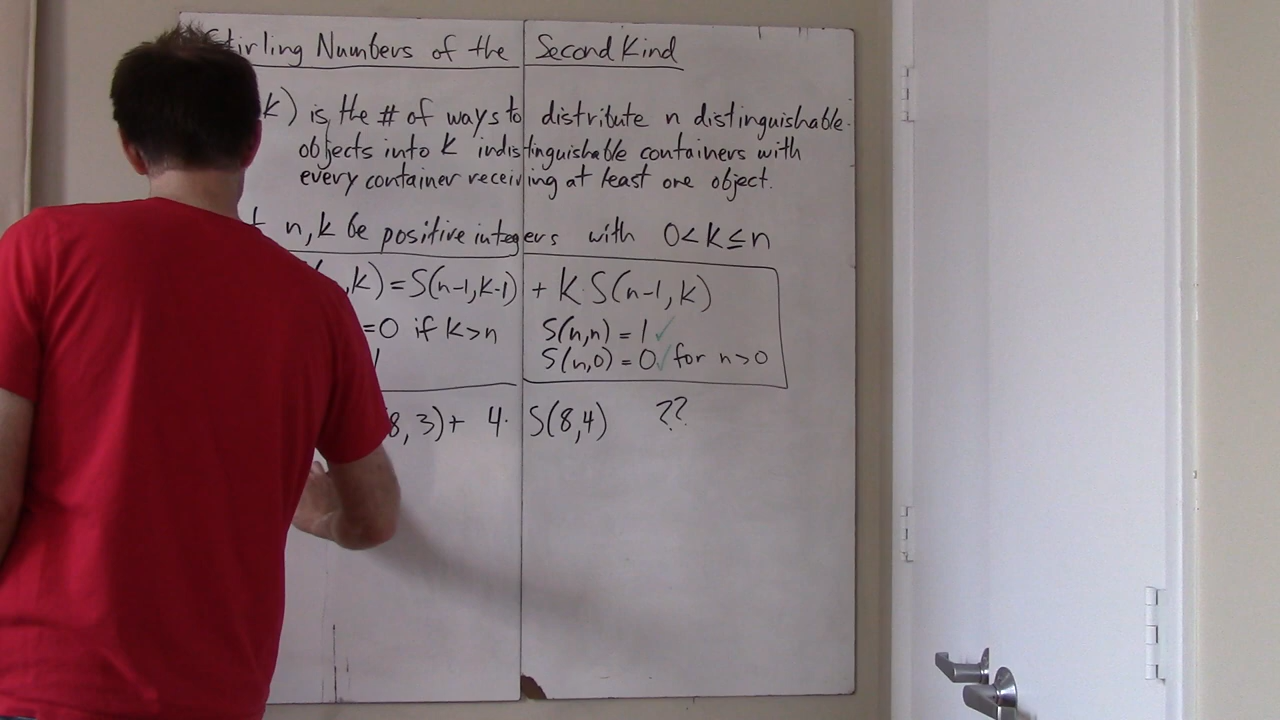 Stirling Numbers of the Second Kind
k) is the # of ways to distribute n distinguishable
objects into k indistinguishable containers with
every container receiving at least one object.
n, k be positive integers with 0<k≤n
,k) = S(n-1,k-1) + k·S(n-1,k)
=0 if k>n S(n,n) = 1 ✓
1 S(n,0) = 0 ✓ for n>0
8,3)+ 4· S(8,4) ??